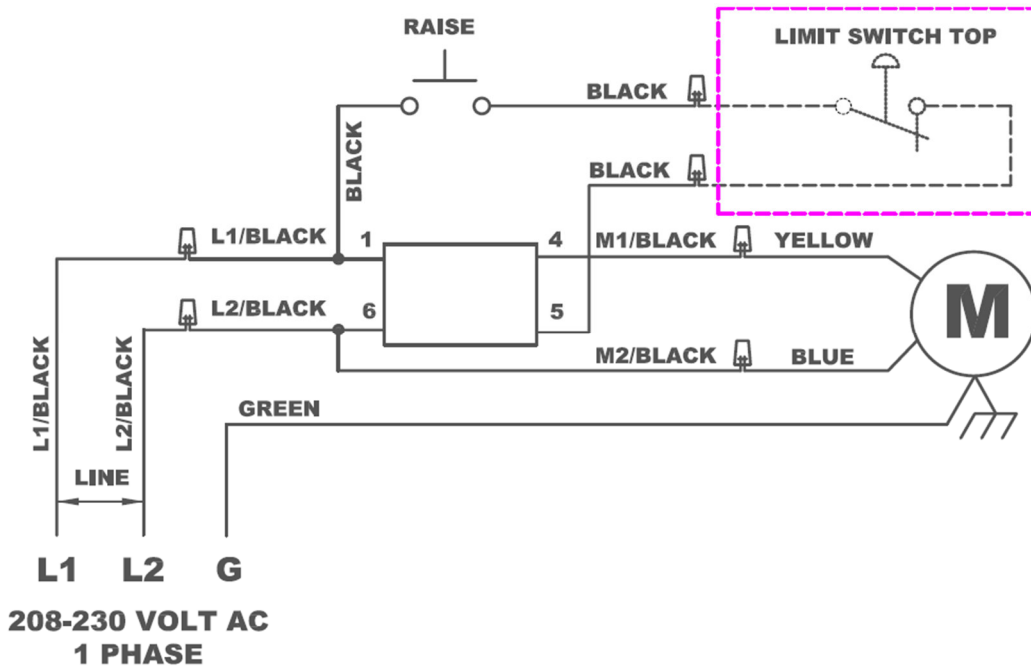 RAISE
LIMIT SWITCH TOP
BLACK
BLACK
BLACK
L1/BLACK
1
4
M1/BLACK
YELLOW
L2/BLACK
6
5
M
M2/BLACK
BLUE
L1/BLACK
L2/BLACK
GREEN
LINE
L1
L2
G
208-230 VOLT AC
1 PHASE